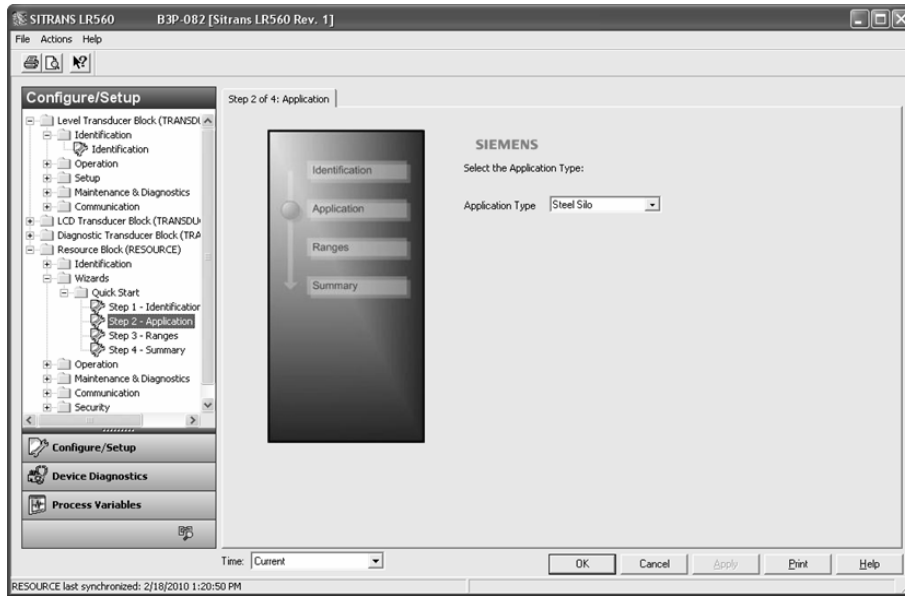 SITRANS LR560 B3P-082 [Sitrans LR560 Rev. 1]
File Actions Help
Configure/Setup
Level Transducer Block (TRANSDU
Identification
Identification
Operation
Setup
Maintenance & Diagnostics
Communication
LCD Transducer Block (TRANSDU
Diagnostic Transducer Block (TRA
Resource Block (RESOURCE)
Identification
Wizards
Quick Start
Step 1 - Identification
Step 2 - Application
Step 3 - Ranges
Step 4 - Summary
Operation
Maintenance & Diagnostics
Communication
Security
Configure/Setup
Device Diagnostics
Process Variables
Step 2 of 4: Application
Identification
Application
Ranges
Summary
SIEMENS
Select the Application Type:
Application Type Steel Silo
Time: Current
OK Cancel Apply Print Help
RESOURCE last synchronized: 2/18/2010 1:20:50 PM